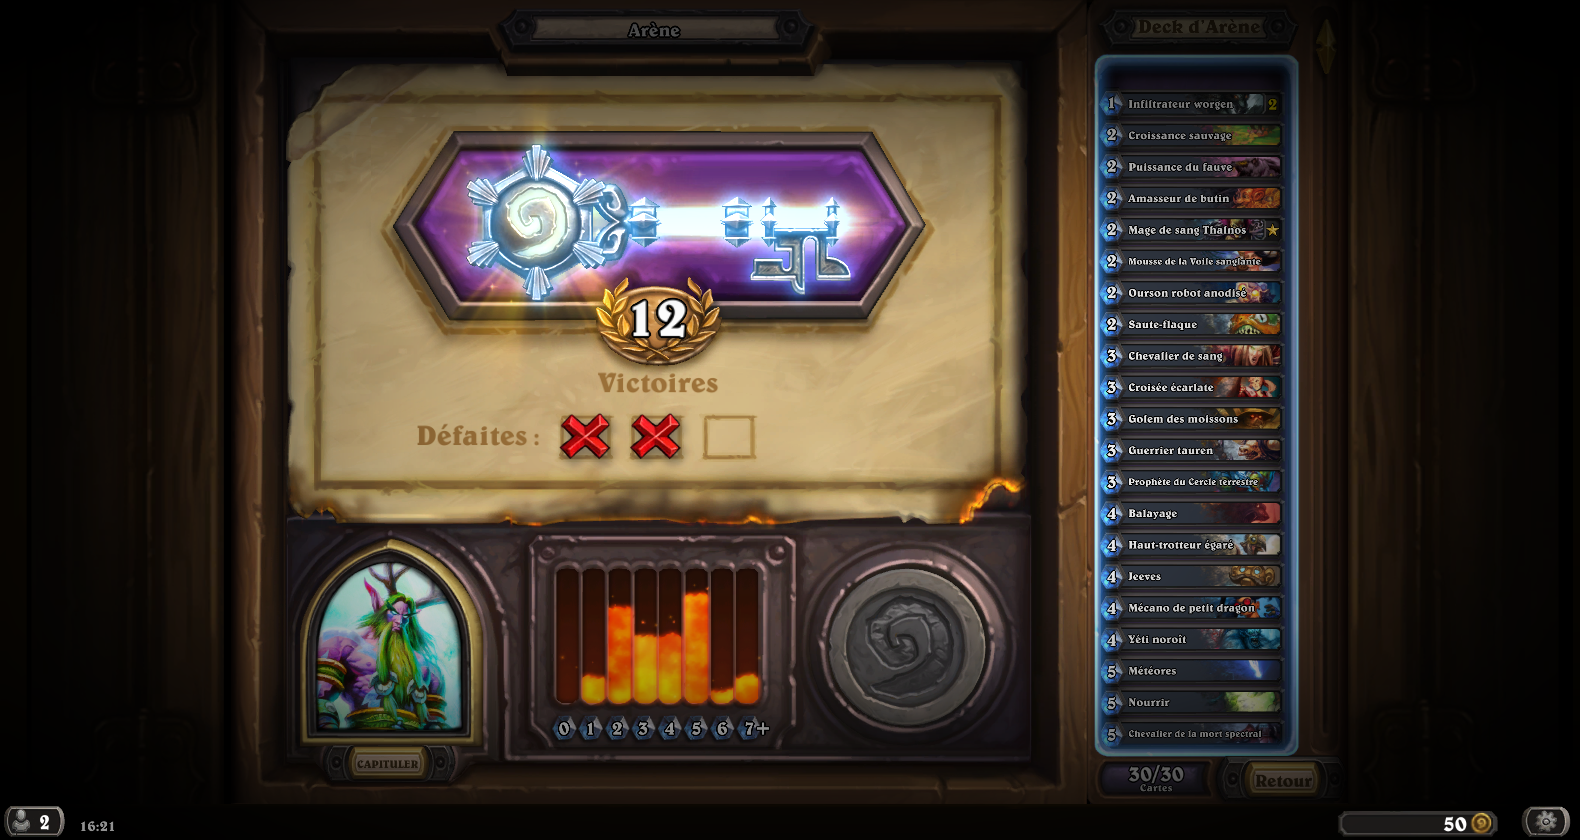 Arène
12
Victoires
Défaites :
0 1 2 3 4 5 6 7+
CAPITULER
Deck d'Arène
1 Infiltrateur worgen 2
2 Croissance sauvage
2 Puissance du fauve
2 Amasseur de butin
2 Mage de sang Thalnos
2 Mousse de la Voile sanglante
2 Ourson robot anodisé
2 Saute-flaque
3 Chevalier de sang
3 Croisée écarlate
3 Golem des moissons
3 Guerrier tauren
3 Prophète du Cercle terrestre
4 Balayage
4 Haut-trotteur égaré
4 Jeeves
4 Mécano de petit dragon
4 Yéti noroît
5 Météores
5 Nourrir
5 Chevalier de la mort spectral
30/30
Cartes
Retour
2
16:21
50